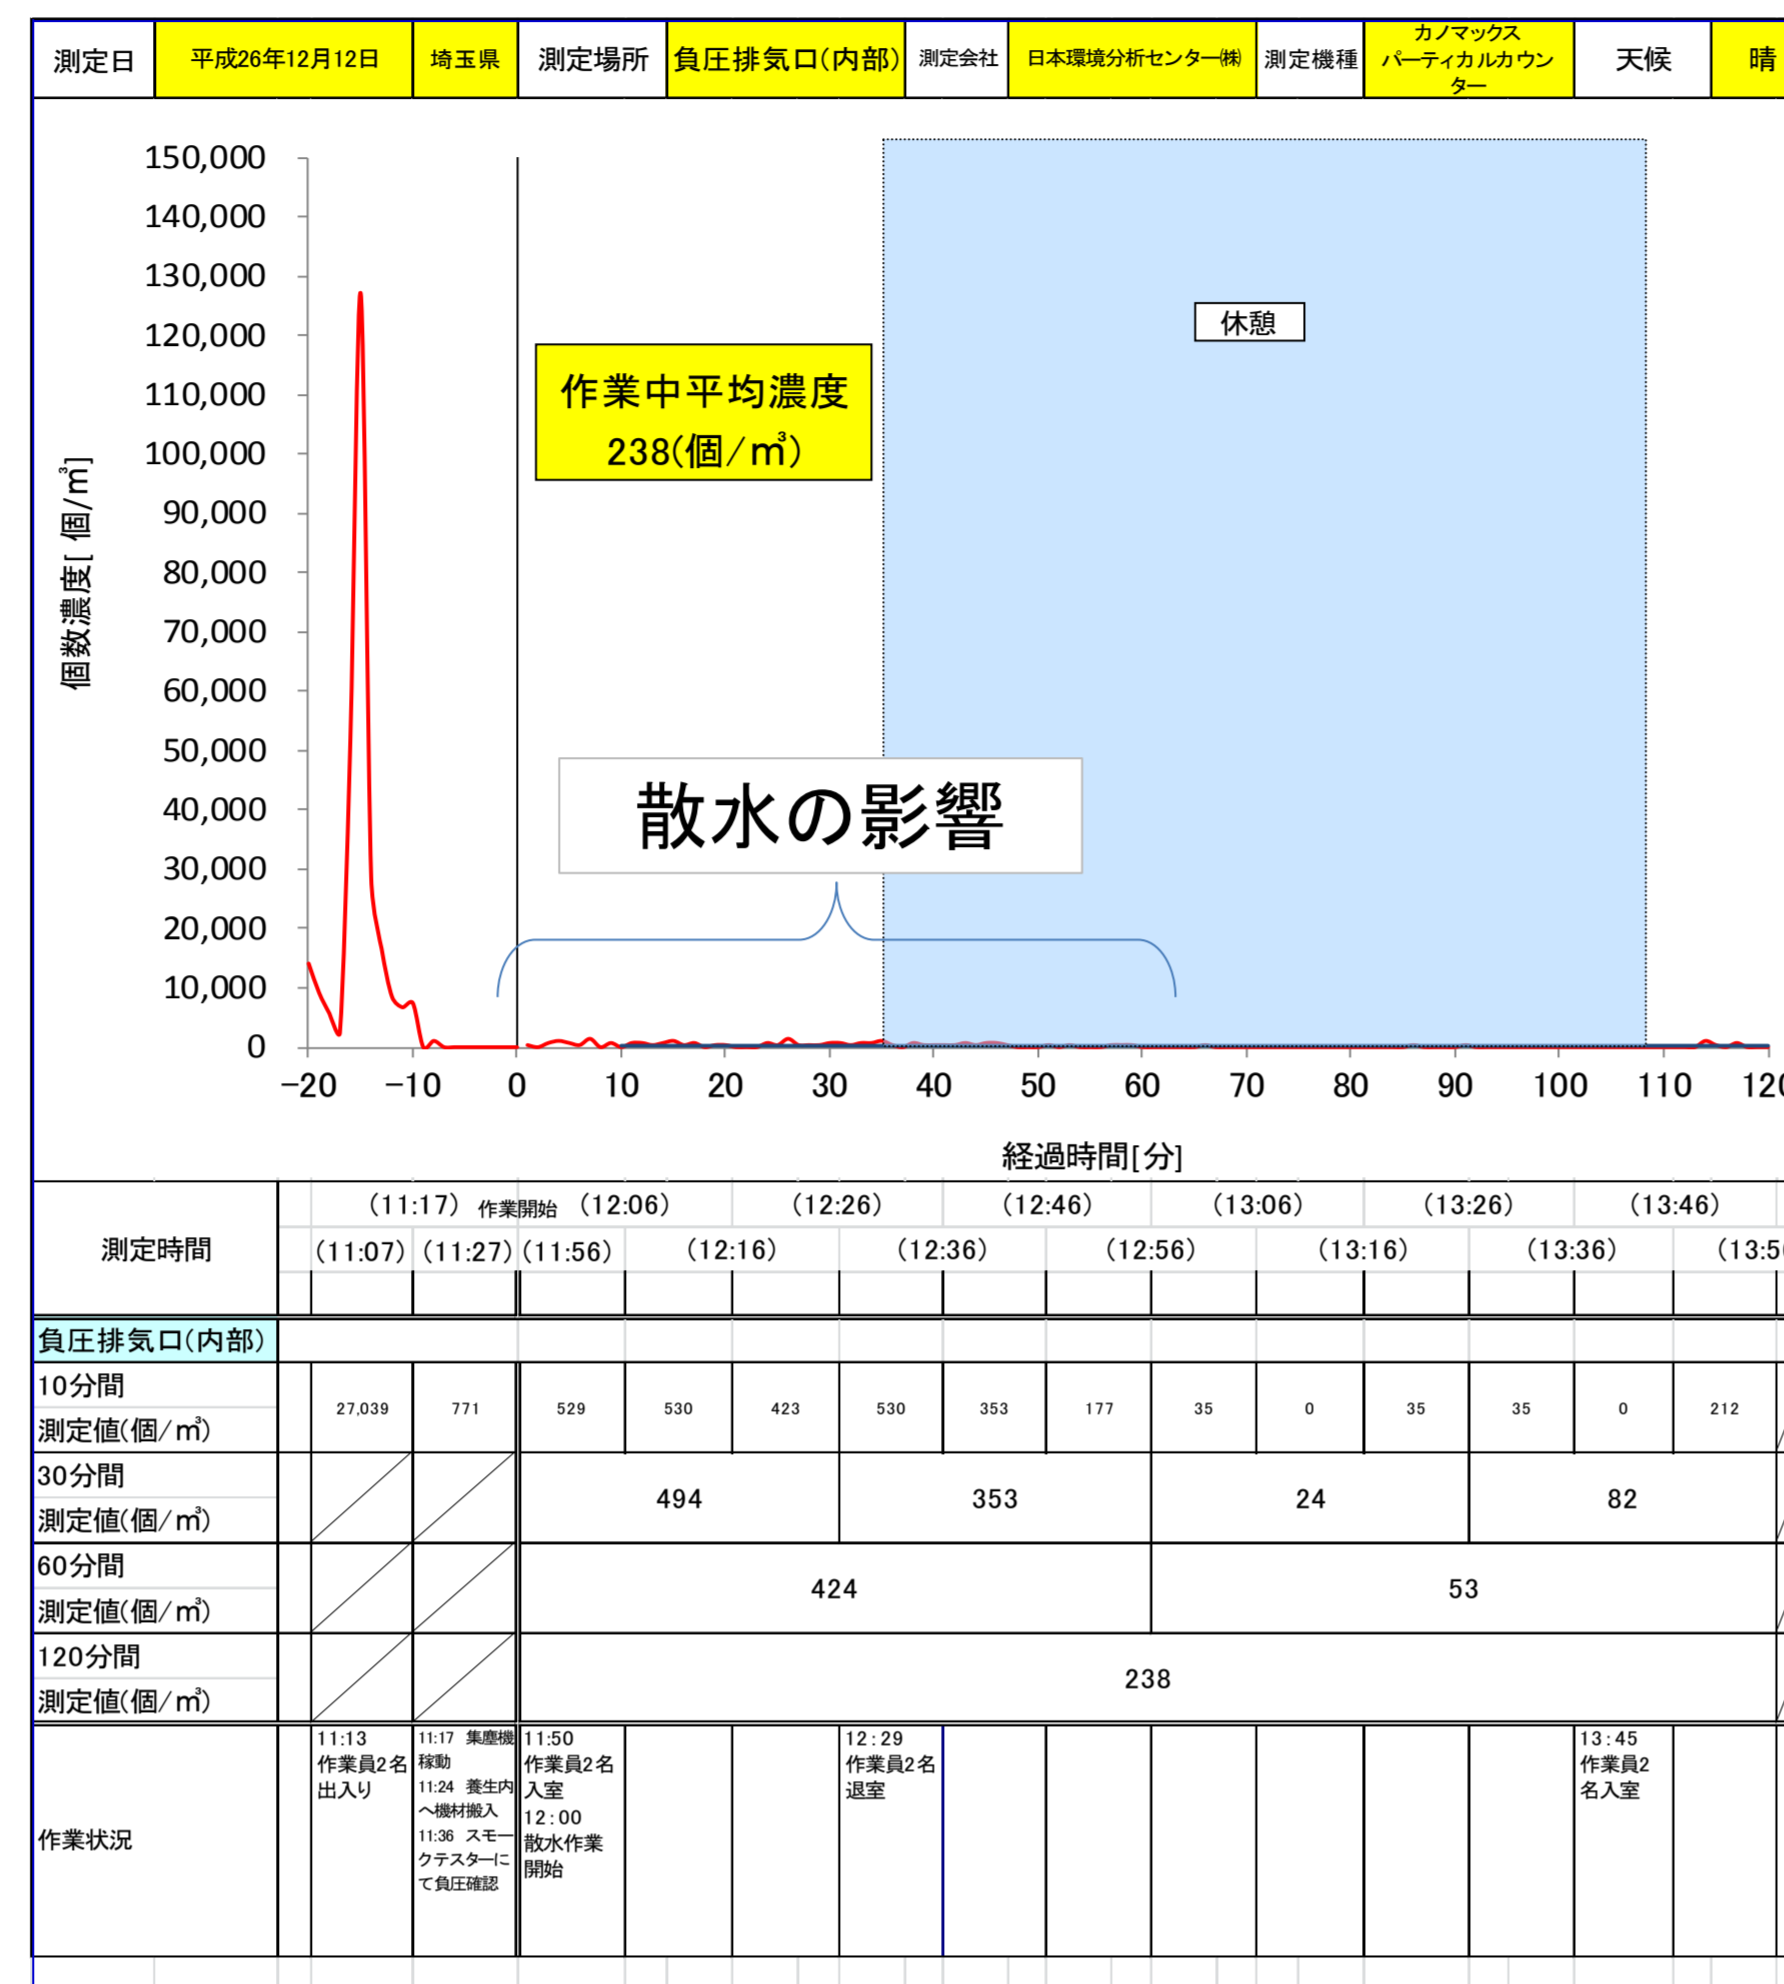 測定日 平成26年12月12日 埼玉県 測定場所 負圧排気口(内部) 測定会社 日本環境分析センター㈱ 測定機種 カノマックス
パーティカルカウン
ター 天候 晴
150,000
140,000
130,000
120,000
110,000
100,000
90,000
80,000
70,000
60,000
50,000
40,000
30,000
20,000
10,000
0
個数濃度[個/㎥]
休憩
作業中平均濃度
238(個/㎥)
散水の影響
-20 -10 0 10 20 30 40 50 60 70 80 90 100 110 120
経過時間[分]
測定時間
(11:17) 作業開始 (12:06) (12:26) (12:46) (13:06) (13:26) (13:46)
(11:07) (11:27) (11:56) (12:16) (12:36) (12:56) (13:16) (13:36) (13:5
負圧排気口(内部)
10分間
測定値(個/㎥)
27,039 771 529 530 423 530 353 177 35 0 35 35 0 212
30分間
測定値(個/㎥)
494 353 24 82
60分間
測定値(個/㎥)
424 53
120分間
測定値(個/㎥)
238
作業状況
11:13
作業員2名
出入り
11:17 集塵機
稼動
11:24 養生内
へ機材搬入
11:36 スモー
クテスターに
て負圧確認
11:50
作業員2名
入室
12:00
散水作業
開始
12:29
作業員2名
退室
13:45
作業員2
名入室